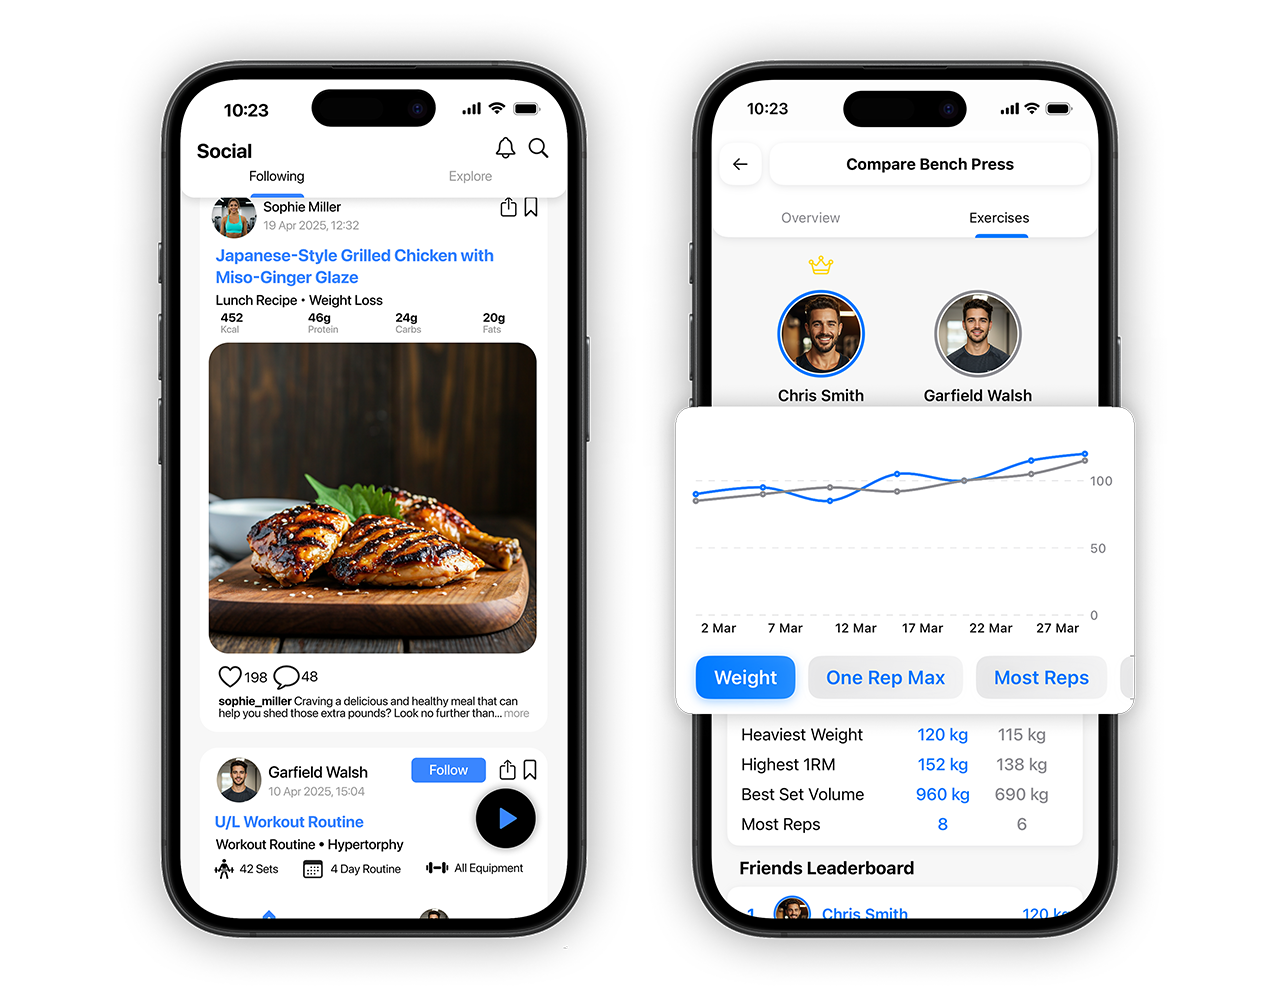 10:23
Social
Following
Explore
Sophie Miller
19 Apr 2025, 12:32
Japanese-Style Grilled Chicken with
Miso-Ginger Glaze
Lunch Recipe • Weight Loss
452 46g 24g 20g
Kcal Protein Carbs Fats
198 48
sophie_miller Craving a delicious and healthy meal that can
help you shed those extra pounds? Look no further than... more
Garfield Walsh
Follow
10 Apr 2025, 15:04
U/L Workout Routine
Workout Routine • Hypertorphy
42 Sets 4 Day Routine All Equipment
10:23
Compare Bench Press
Overview
Exercises
Chris Smith
Garfield Walsh
100
50
0
2 Mar 7 Mar 12 Mar 17 Mar 22 Mar 27 Mar
Weight One Rep Max Most Reps
Heaviest Weight 120 kg 115 kg
Highest 1RM 152 kg 138 kg
Best Set Volume 960 kg 690 kg
Most Reps 8 6
Friends Leaderboard
1 Chris Smith 120 kg